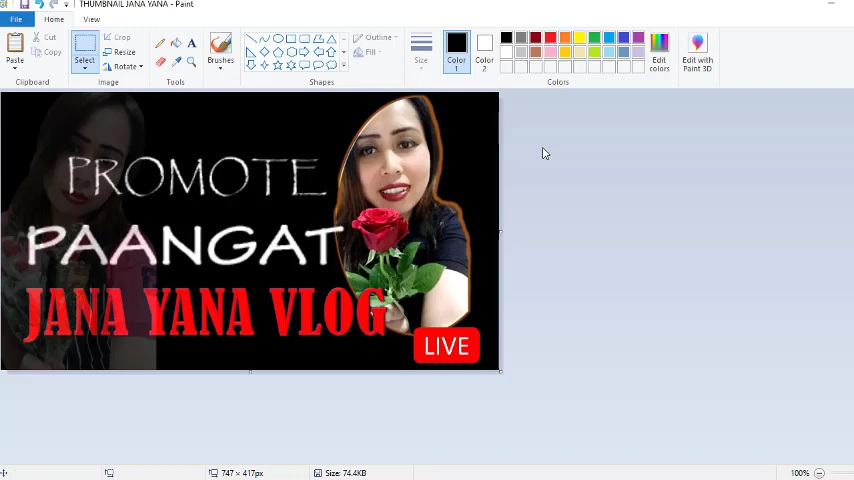 THUMBNAIL JANA YANA - Paint
File Home View
Paste
Cut
Copy
Clipboard
Select
Crop
Resize
Rotate
Image
Tools
Brushes
Shapes
Outline
Fill
Size
Color 1
Color 2
Colors
Edit colors
Edit with Paint 3D
PROMOTE
PAANGAT
JANA YANA VLOG
LIVE
747 × 417px
Size: 74.4KB
100%